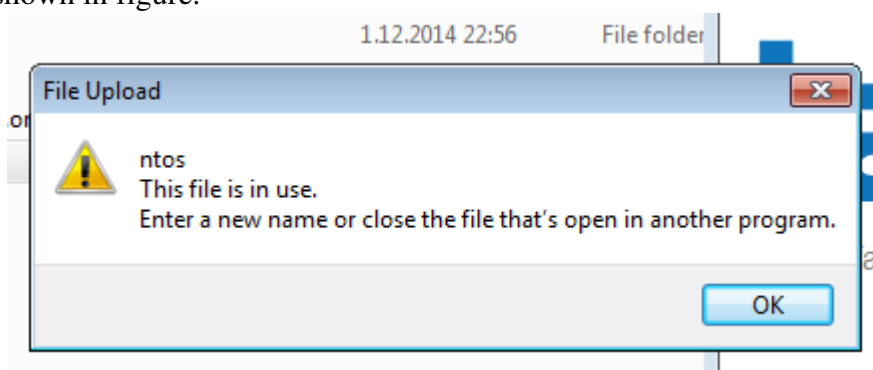 shown in figure.
1.12.2014 22:56 File folder
File Upload
ntos
This file is in use.
Enter a new name or close the file that's open in another program.
OK